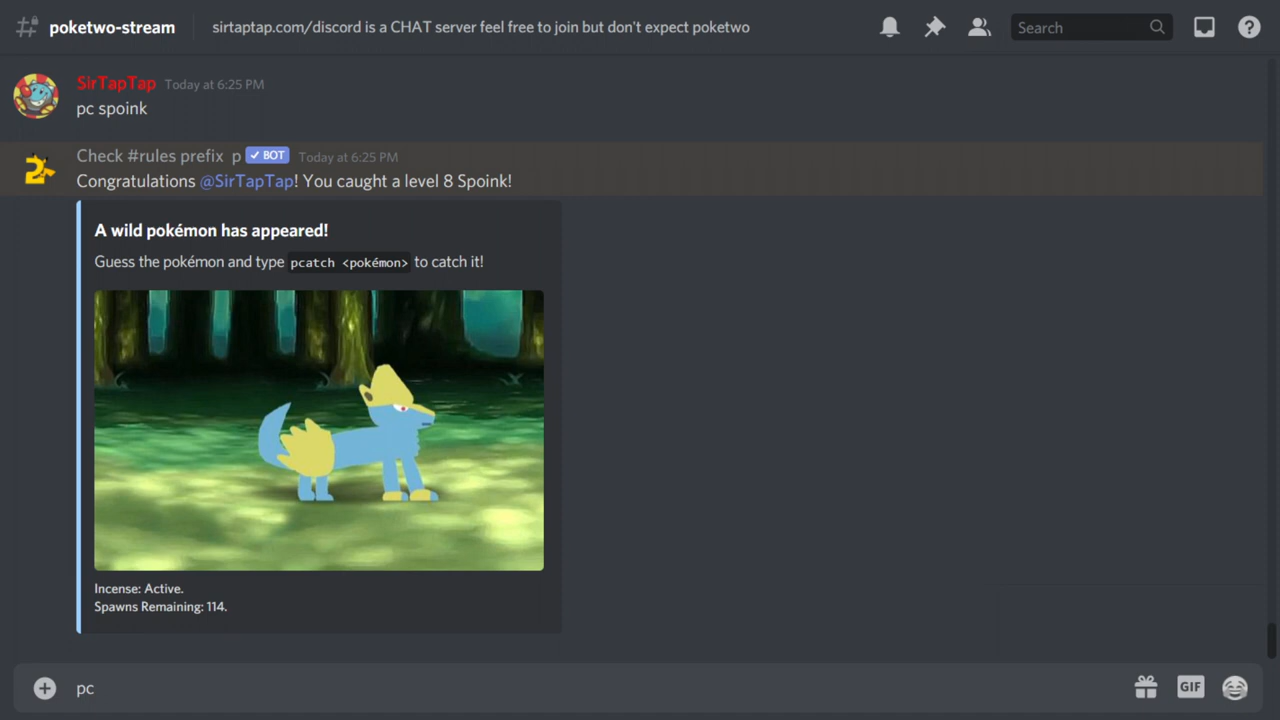 poketwo-stream
sirtaptap.com/discord is a CHAT server feel free to join but don't expect poketwo
Search
SirTapTap Today at 6:25 PM
pc spoink
Check #rules prefix p ✓ BOT Today at 6:25 PM
Congratulations @SirTapTap! You caught a level 8 Spoink!
A wild pokémon has appeared!
Guess the pokémon and type pcatch <pokémon> to catch it!
Incense: Active.
Spawns Remaining: 114.
pc
GIF